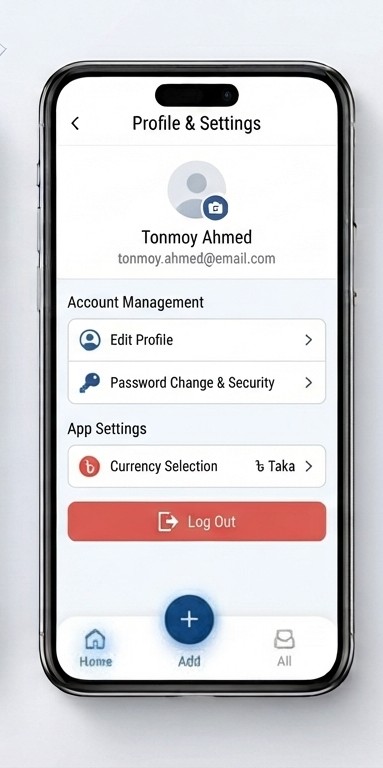 Profile & Settings
Tonmoy Ahmed
tonmoy.ahmed@email.com
Account Management
Edit Profile
Password Change & Security
App Settings
৳ Currency Selection ৳ Taka
Log Out
Home Add All